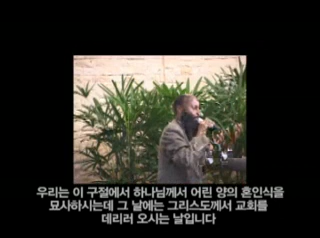 우리는 이 구절에서 하나님께서 어린 양의 혼인식을
묘사하시는데 그 날에는 그리스도께서 교회를
데리러 오시는 날입니다